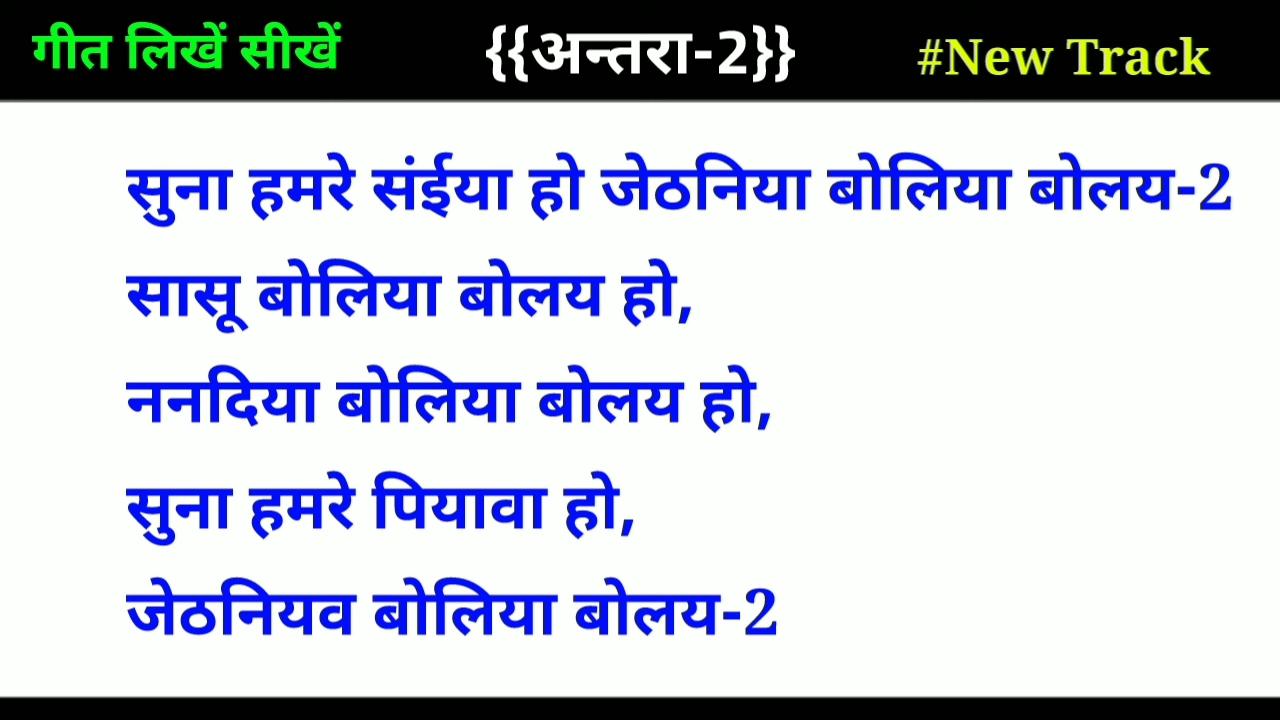 गीत लिखें सीखें {{अन्तरा-2}} #New Track
सुना हमरे संईया हो जेठनिया बोलिया बोलय-2
सासू बोलिया बोलय हो,
ननदिया बोलिया बोलय हो,
सुना हमरे पियावा हो,
जेठनियव बोलिया बोलय-2